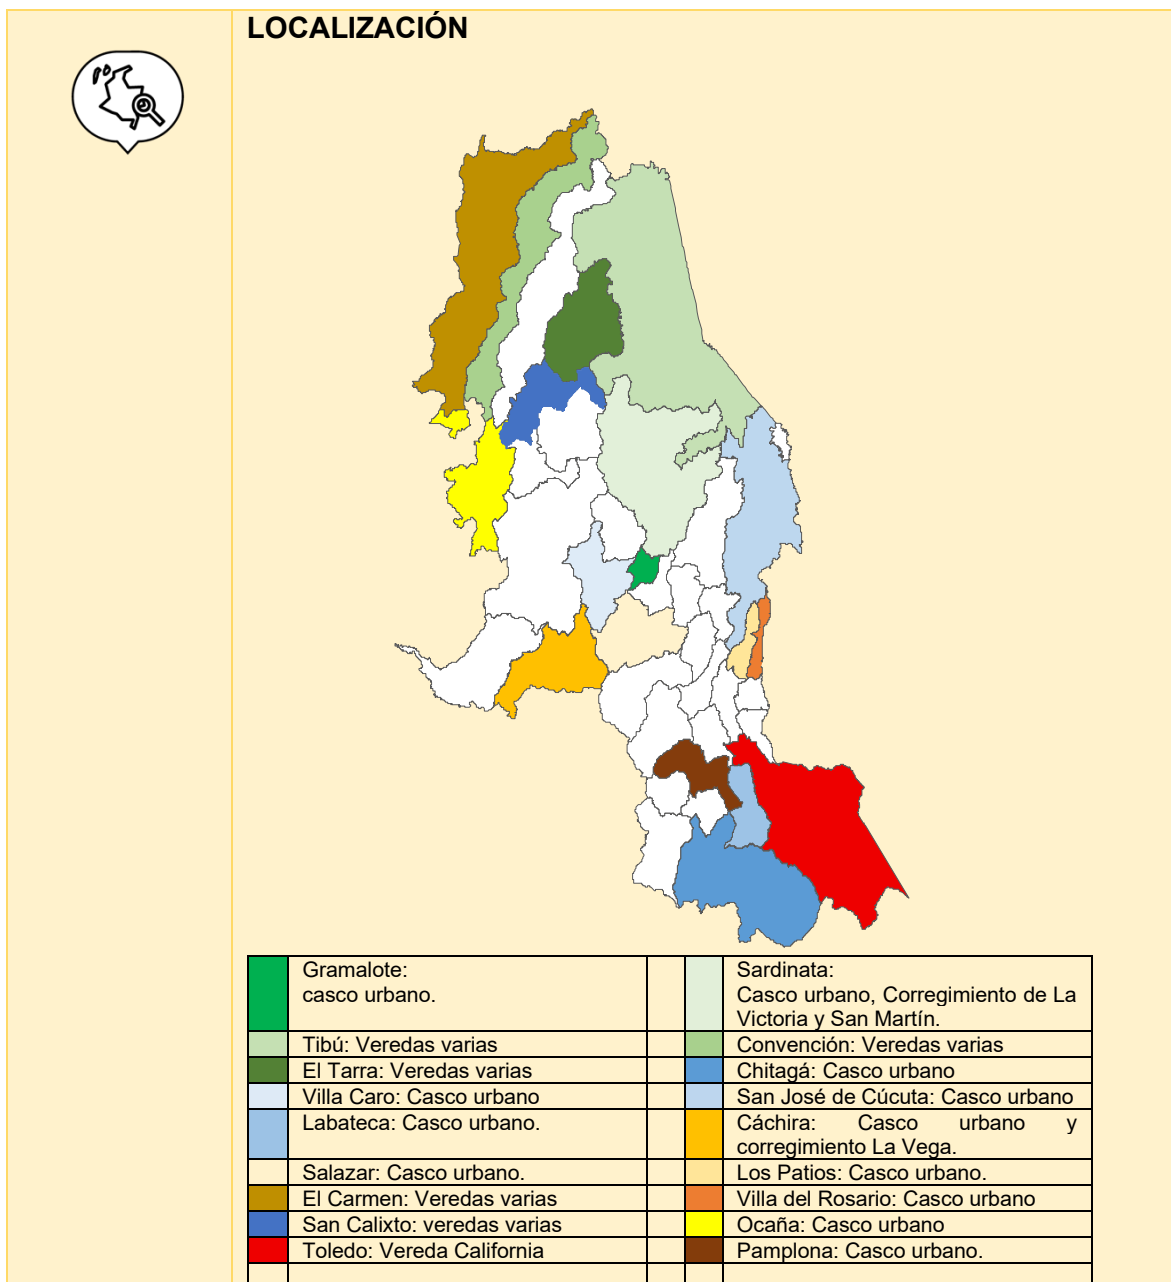 LOCALIZACIÓN
Gramalote:
casco urbano.
Sardinata:
Casco urbano, Corregimiento de La
Victoria y San Martín.
Tibú: Veredas varias
Convención: Veredas varias
El Tarra: Veredas varias
Chitagá: Casco urbano
Villa Caro: Casco urbano
San José de Cúcuta: Casco urbano
Labateca: Casco urbano.
Cáchira: Casco urbano y
corregimiento La Vega.
Salazar: Casco urbano.
Los Patios: Casco urbano.
El Carmen: Veredas varias
Villa del Rosario: Casco urbano
San Calixto: veredas varias
Ocaña: Casco urbano
Toledo: Vereda California
Pamplona: Casco urbano.